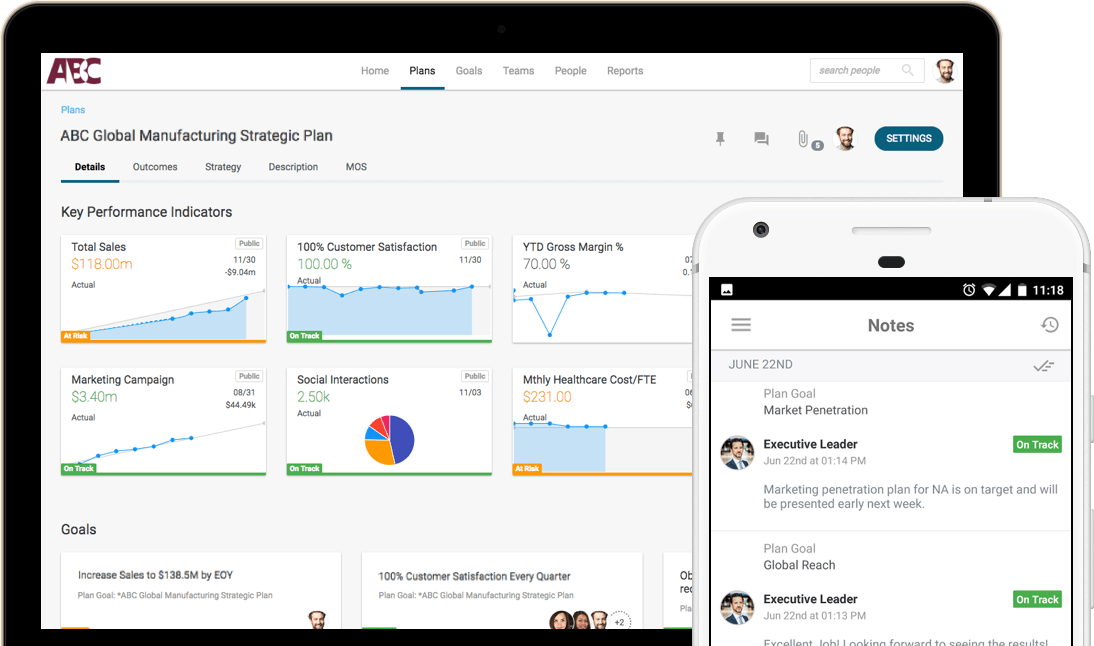 ABC
Home Plans Goals Teams People Reports
search people
Plans
ABC Global Manufacturing Strategic Plan
5
SETTINGS
Details Outcomes Strategy Description MOS
Key Performance Indicators
Total Sales
Public
$118.00m
11/30
-$9.04m
Actual
At Risk
100% Customer Satisfaction
Public
100.00 %
11/30
Actual
On Track
YTD Gross Margin %
70.00 %
Actual
Marketing Campaign
Public
$3.40m
08/31
$44.49k
Actual
On Track
Social Interactions
Public
2.50k
11/03
Actual
On Track
Mthly Healthcare Cost/FTE
$231.00
Actual
At Risk
Goals
Increase Sales to $138.5M by EOY
Plan Goal: *ABC Global Manufacturing Strategic Plan
100% Customer Satisfaction Every Quarter
Plan Goal: *ABC Global Manufacturing Strategic Plan
+2
11:18
Notes
JUNE 22ND
Plan Goal
Market Penetration
Executive Leader
On Track
Jun 22nd at 01:14 PM
Marketing penetration plan for NA is on target and will
be presented early next week.
Plan Goal
Global Reach
Executive Leader
On Track
Jun 22nd at 01:13 PM
Excellent Job! Looking forward to seeing the results!